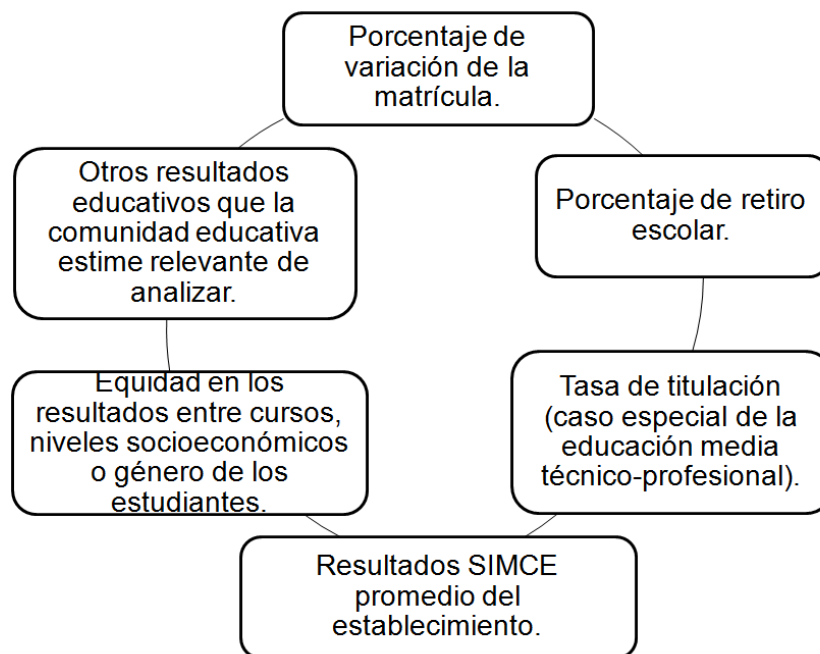 Porcentaje de
variación de la
matrícula.
Otros resultados
educativos que la
comunidad educativa
estime relevante de
analizar.
Porcentaje de retiro
escolar.
Equidad en los
resultados entre cursos,
niveles socioeconómicos
o género de los
estudiantes.
Tasa de titulación
(caso especial de la
educación media
técnico-profesional).
Resultados SIMCE
promedio del
establecimiento.